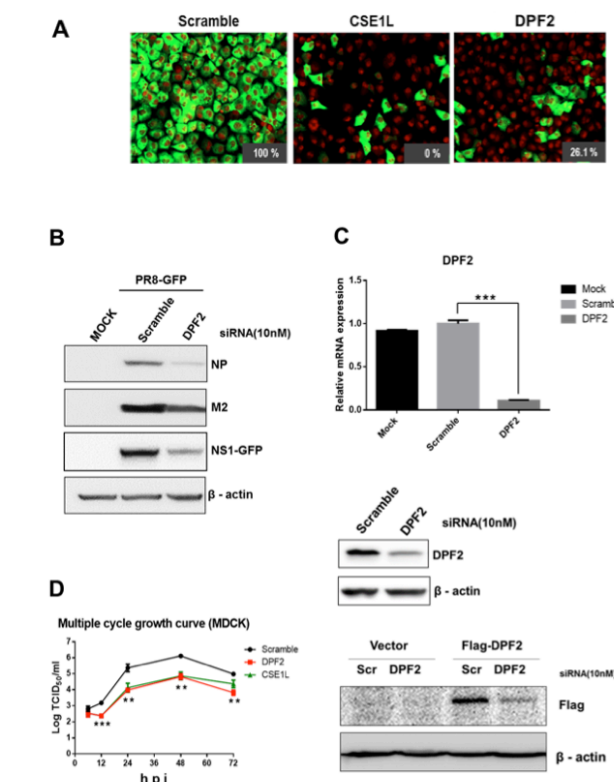 A
Scramble CSE1L DPF2
100 % 0 % 26.1 %
B
PR8-GFP
MOCK Scramble DPF2 siRNA(10nM)
NP
M2
NS1-GFP
β - actin
C
DPF2
Relative mRNA expression
1.5
1.0
0.5
0.0
***
Mock Scramble DPF2
Mock
Scramb
DPF2
Scramble DPF2 siRNA(10nM)
DPF2
β - actin
Vector Flag-DPF2
Scr DPF2 Scr DPF2 siRNA(10nM
Flag
β - actin
D
Multiple cycle growth curve (MDCK)
Log TCID50/ml
7
6
5
4
3
2
1
0
0 12 24 36 48 60 72
h.p.i
*** ** ** **
Scramble
DPF2
CSE1L